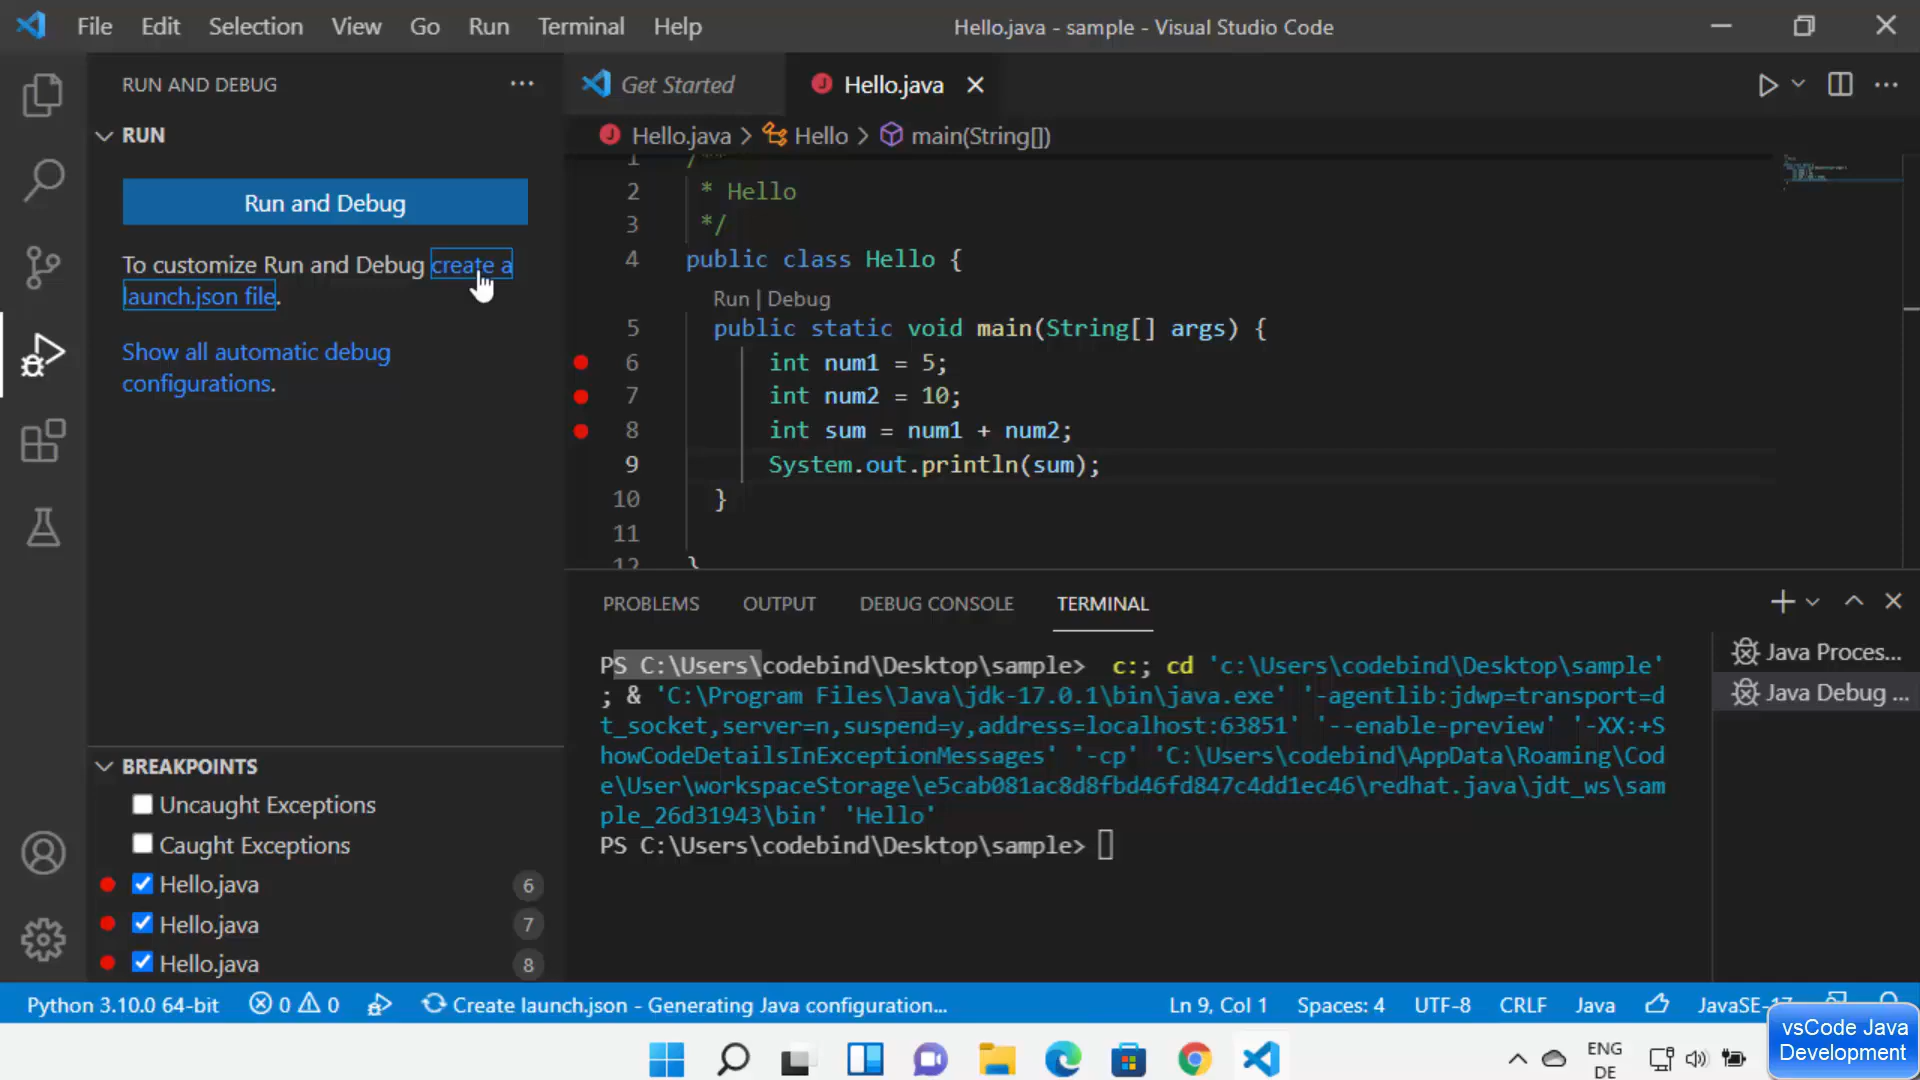 File Edit Selection View Go Run Terminal Help
Hello.java - sample - Visual Studio Code
RUN AND DEBUG
RUN
Run and Debug
To customize Run and Debug create a
launch.json file.
Show all automatic debug
configurations.
Get Started
Hello.java
Hello.java > Hello > main(String[])
1 /**
2 * Hello
3 */
4 public class Hello {
Run | Debug
5 public static void main(String[] args) {
6 int num1 = 5;
7 int num2 = 10;
8 int sum = num1 + num2;
9 System.out.println(sum);
10 }
11
12 }
PROBLEMS OUTPUT DEBUG CONSOLE TERMINAL
PS C:\Users\codebind\Desktop\sample> c:; cd 'c:\Users\codebind\Desktop\sample'
; & 'C:\Program Files\Java\jdk-17.0.1\bin\java.exe' '-agentlib:jdwp=transport=d
t_socket,server=n,suspend=y,address=localhost:63851' '--enable-preview' '-XX:+S
howCodeDetailsInExceptionMessages' '-cp' 'C:\Users\codebind\AppData\Roaming\Cod
e\User\workspaceStorage\e5cab081ac8d8fbd46fd847c4dd1ec46\redhat.java\jdt_ws\sam
ple_26d31943\bin' 'Hello'
PS C:\Users\codebind\Desktop\sample>
Java Proces...
Java Debug ...
BREAKPOINTS
Uncaught Exceptions
Caught Exceptions
Hello.java 6
Hello.java 7
Hello.java 8
Python 3.10.0 64-bit 0 0 Create launch.json - Generating Java configuration... Ln 9, Col 1 Spaces: 4 UTF-8 CRLF Java JavaSE-17
vsCode Java
Development
ENG
DE